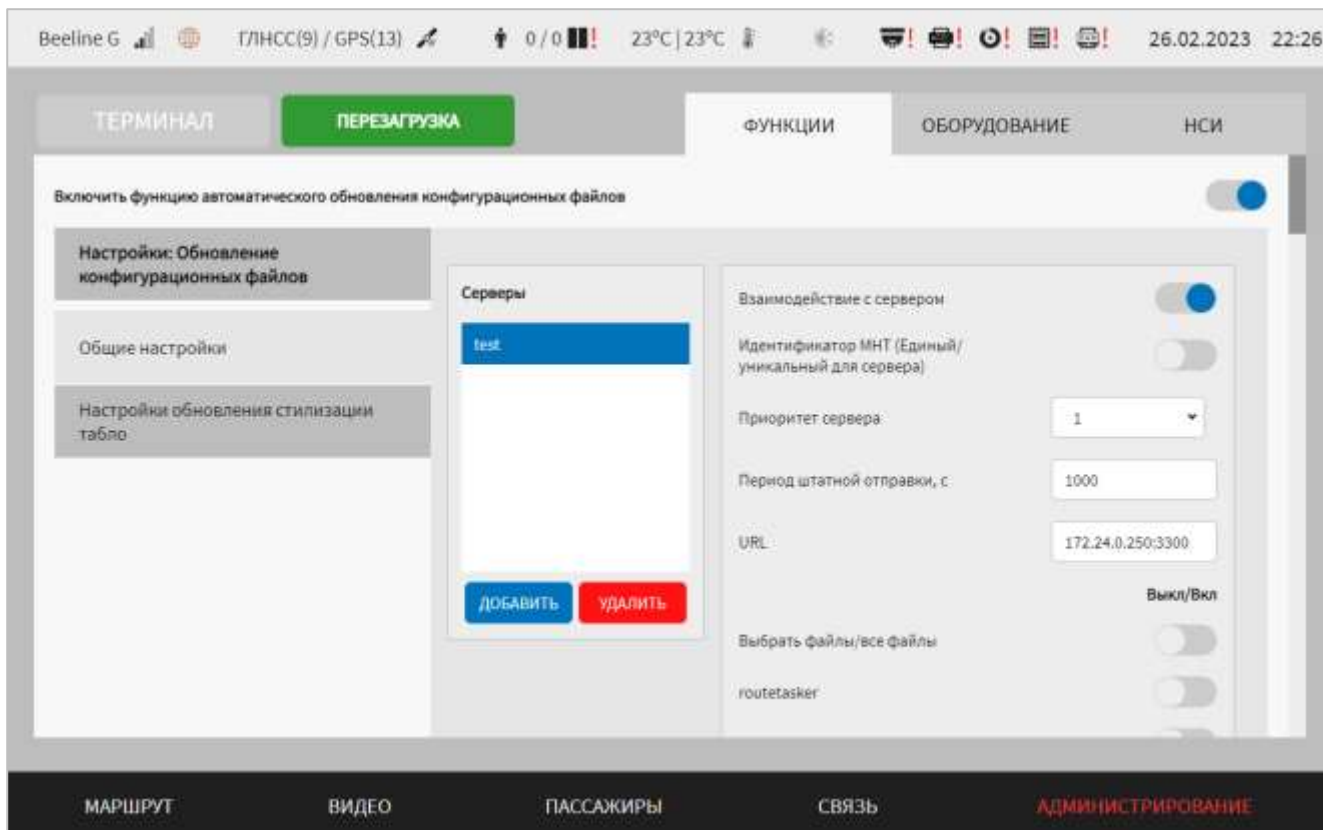 Beeline G ГЛНСС(9) / GPS(13) 0 / 0 ! 23°C | 23°C ! ! ! ! ! 26.02.2023 22:26
ТЕРМИНАЛ ПЕРЕЗАГРУЗКА ФУНКЦИИ ОБОРУДОВАНИЕ НСИ
Включить функцию автоматического обновления конфигурационных файлов
Настройки: Обновление
конфигурационных файлов
Общие настройки
Настройки обновления стилизации
табло
Серверы
test
ДОБАВИТЬ УДАЛИТЬ
Взаимодействие с сервером
Идентификатор МНТ (Единый/
уникальный для сервера)
Приоритет сервера 1
Период штатной отправки, с 1000
URL 172.24.0.250:3300
Выкл/Вкл
Выбрать файлы/все файлы
routetasker
МАРШРУТ ВИДЕО ПАССАЖИРЫ СВЯЗЬ АДМИНИСТРИРОВАНИЕ